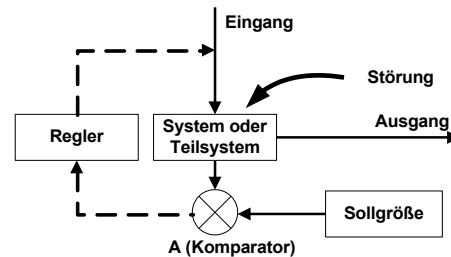 Eingang
Störung
Ausgang
Regler
System oder
Teilsystem
Sollgröße
A (Komparator)